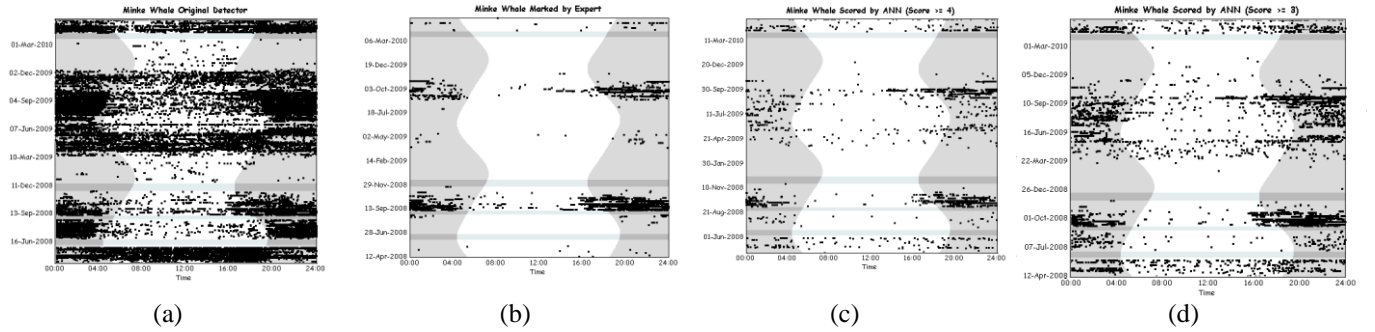 Minke Whale Original Detector
01-Mar-2010
02-Dec-2009
04-Sep-2009
07-Jun-2009
10-Mar-2009
11-Dec-2008
13-Sep-2008
16-Jun-2008
00:00 04:00 08:00 12:00 16:00 20:00 24:00
Time
(a)
Minke Whale Marked by Expert
06-Mar-2010
19-Dec-2009
03-Oct-2009
18-Jul-2009
02-May-2009
14-Feb-2009
29-Nov-2008
13-Sep-2008
28-Jun-2008
12-Apr-2008
00:00 04:00 08:00 12:00 16:00 20:00 24:00
Time
(b)
Minke Whale Scored by ANN (Score >= 4)
11-Mar-2010
20-Dec-2009
30-Sep-2009
11-Jul-2009
21-Apr-2009
30-Jan-2009
10-Nov-2008
21-Aug-2008
01-Jun-2008
00:00 04:00 08:00 12:00 16:00 20:00 24:00
Time
(c)
Minke Whale Scored by ANN (Score >= 3)
01-Mar-2010
05-Dec-2009
10-Sep-2009
16-Jun-2009
22-Mar-2009
26-Dec-2008
01-Oct-2008
07-Jul-2008
12-Apr-2008
00:00 04:00 08:00 12:00 16:00 20:00 24:00
Time
(d)